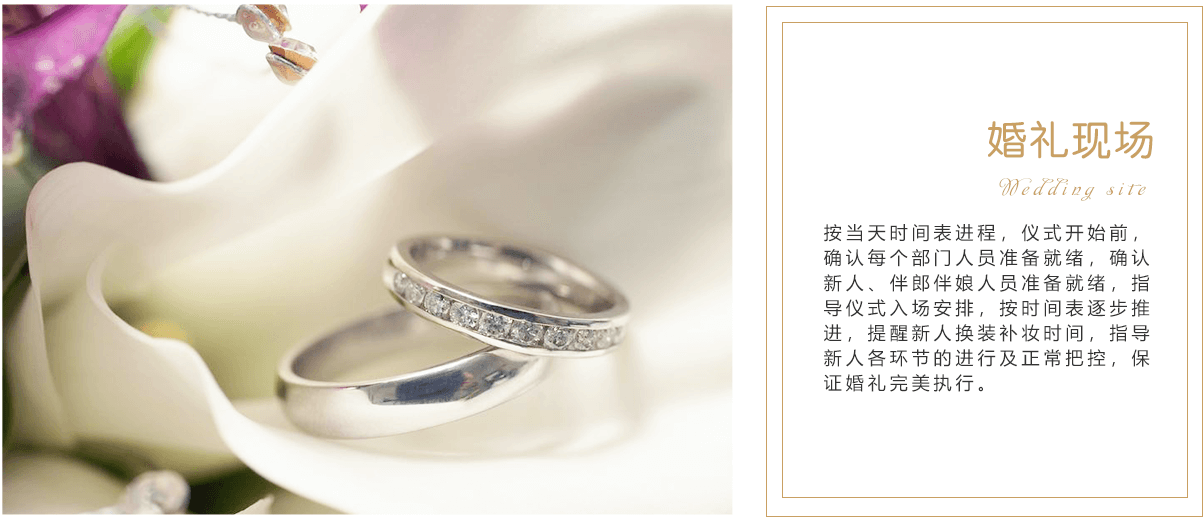 婚礼现场
Wedding site
按当天时间表进程，仪式开始前，
确认每个部门人员准备就绪，确认
新人、伴郎伴娘人员准备就绪，指
导仪式入场安排，按时间表逐步推
进，提醒新人换装补妆时间，指导
新人各环节的进行及正常把控，保
证婚礼完美执行。